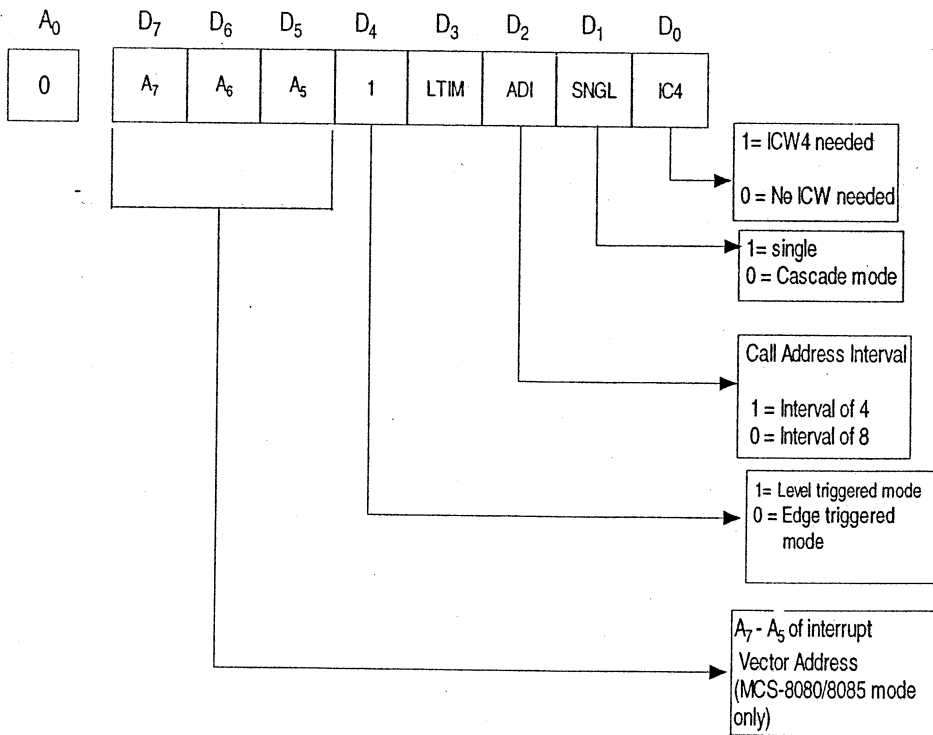 A₀ D₇ D₆ D₅ D₄ D₃ D₂ D₁ D₀
0 A₇ A₆ A₅ 1 LTIM ADI SNGL IC4
1= ICW4 needed
0 = No ICW needed
1= single
0 = Cascade mode
Call Address Interval
1 = Interval of 4
0 = Interval of 8
1= Level triggered mode
0 = Edge triggered
mode
A₇ - A₅ of interrupt
Vector Address
(MCS-8080/8085 mode
only)